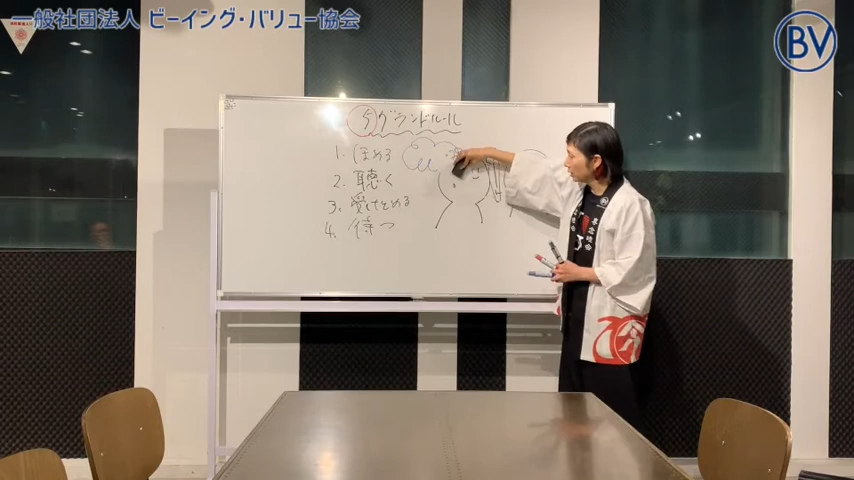 一般社団法人 ビーイング・バリュー協会
BV
5グランドルール
1. ほめる
2. 聴く
3. 受けとめる
4. 待つ